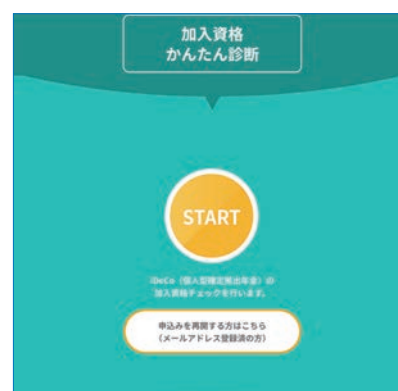 加入資格
かんたん診断
START
iDeCo（個人型確定拠出年金）の
加入資格チェックを行います。
申込みを再開する方はこちら
（メールアドレス登録済の方）